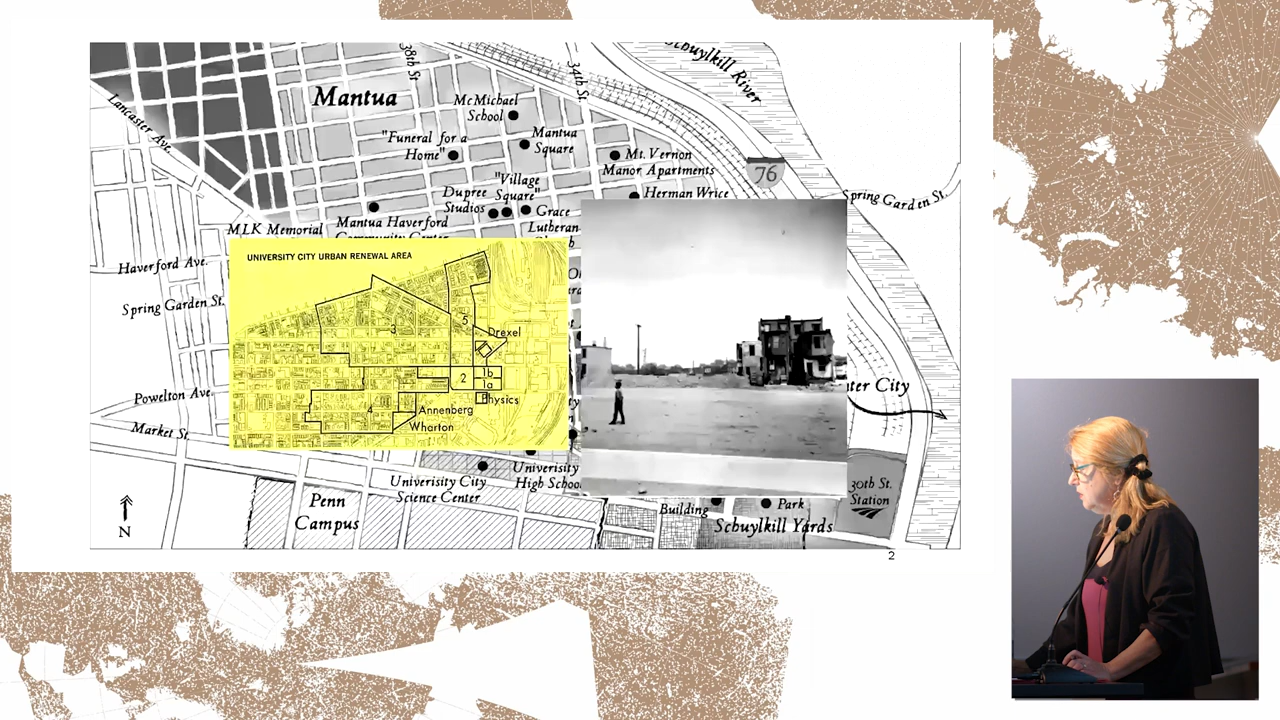 38th St.
34th St.
Schuylkill River
Lancaster Ave.
Mantua
McMichael
School
"Funeral for a
Home"
Mantua
Square
Mt. Vernon
Manor Apartments
76
"Village
Square"
Dupree
Studios
Herman Wrice
Spring Garden St.
Grace
Lutheran
Mantua Haverford
Community Center
MLK Memorial
Haverford Ave.
Spring Garden St.
UNIVERSITY CITY URBAN RENEWAL AREA
3
5
Drexel
2
1b
1a
Physics
4
Annenberg
Wharton
Powelton Ave.
Market St.
University City
Science Center
University
High School
Penn
Campus
N
Building
Park
Schuylkill Yards
30th St.
Station
2